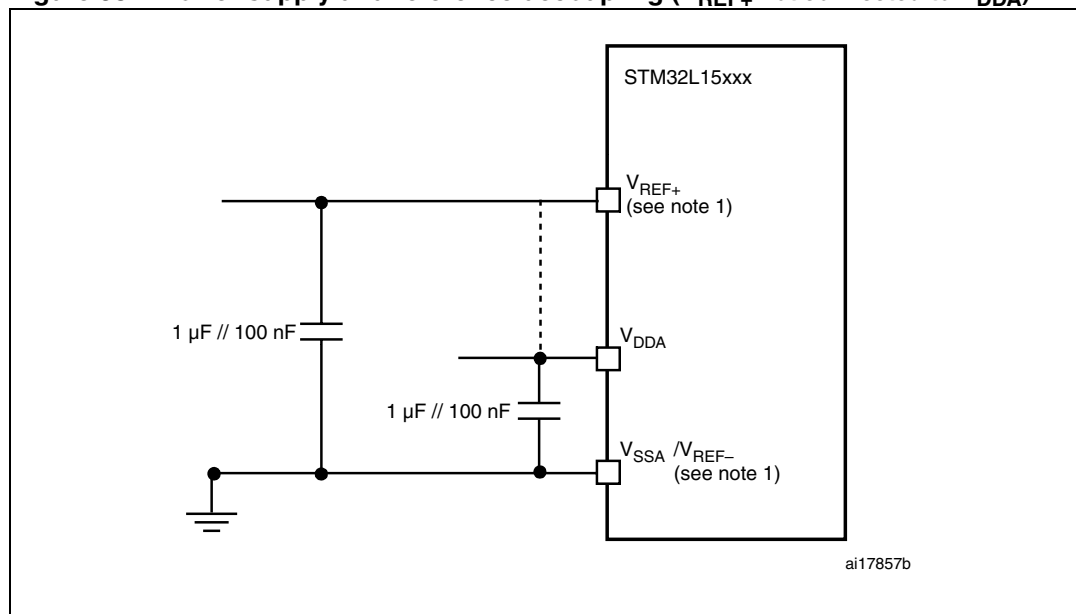 STM32L15xxx
VREF+
(see note 1)
1 µF // 100 nF
VDDA
1 µF // 100 nF
VSSA /VREF–
(see note 1)
ai17857b